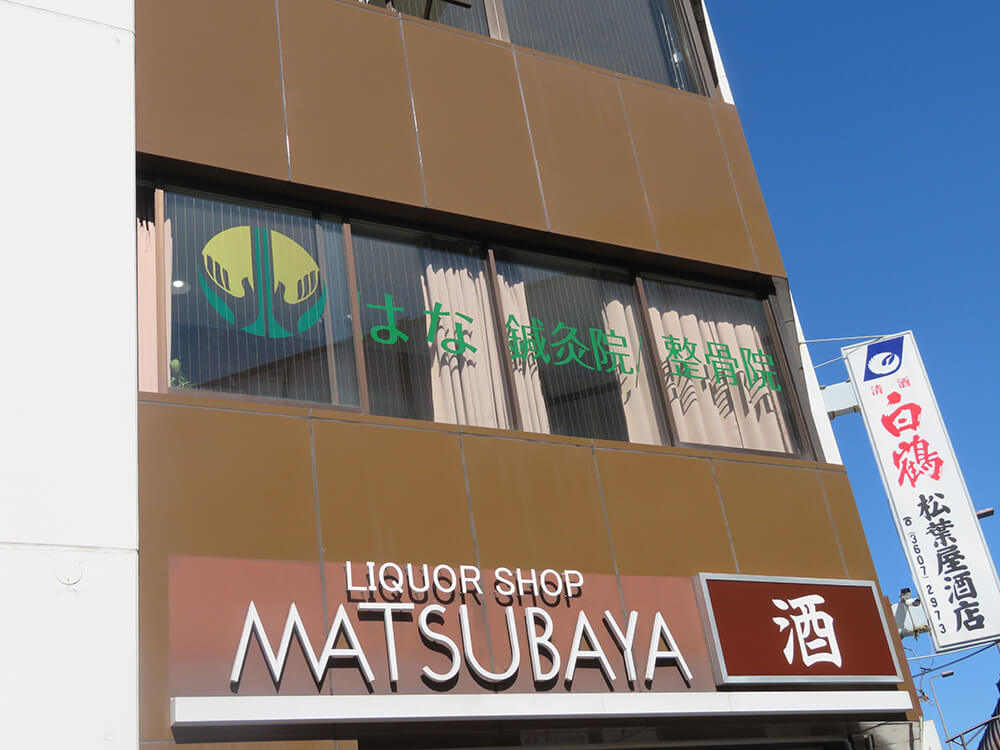 はな 鍼灸院/整骨院
LIQUOR SHOP
MATSUBAYA
酒
清酒
白鶴
松葉屋酒店
☎(3607)2973